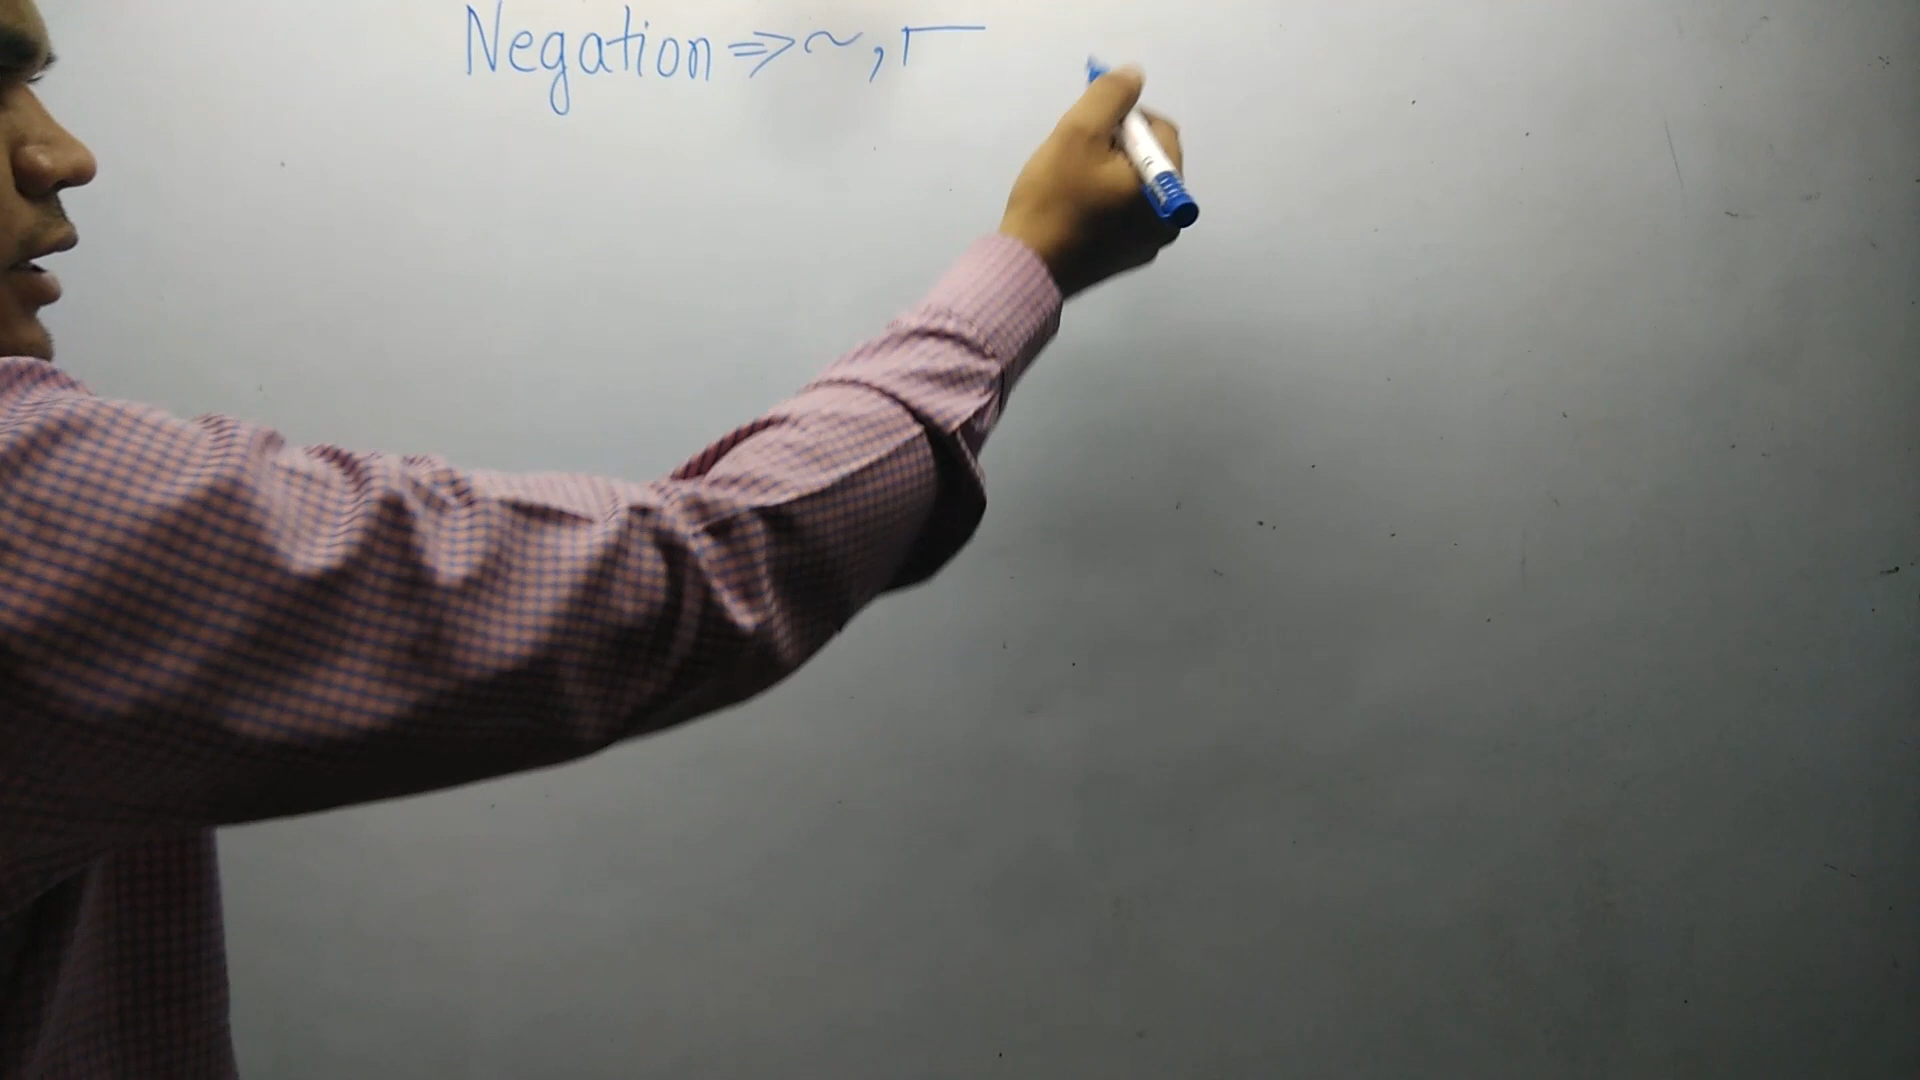 Negation ⇒ ~, ⌈